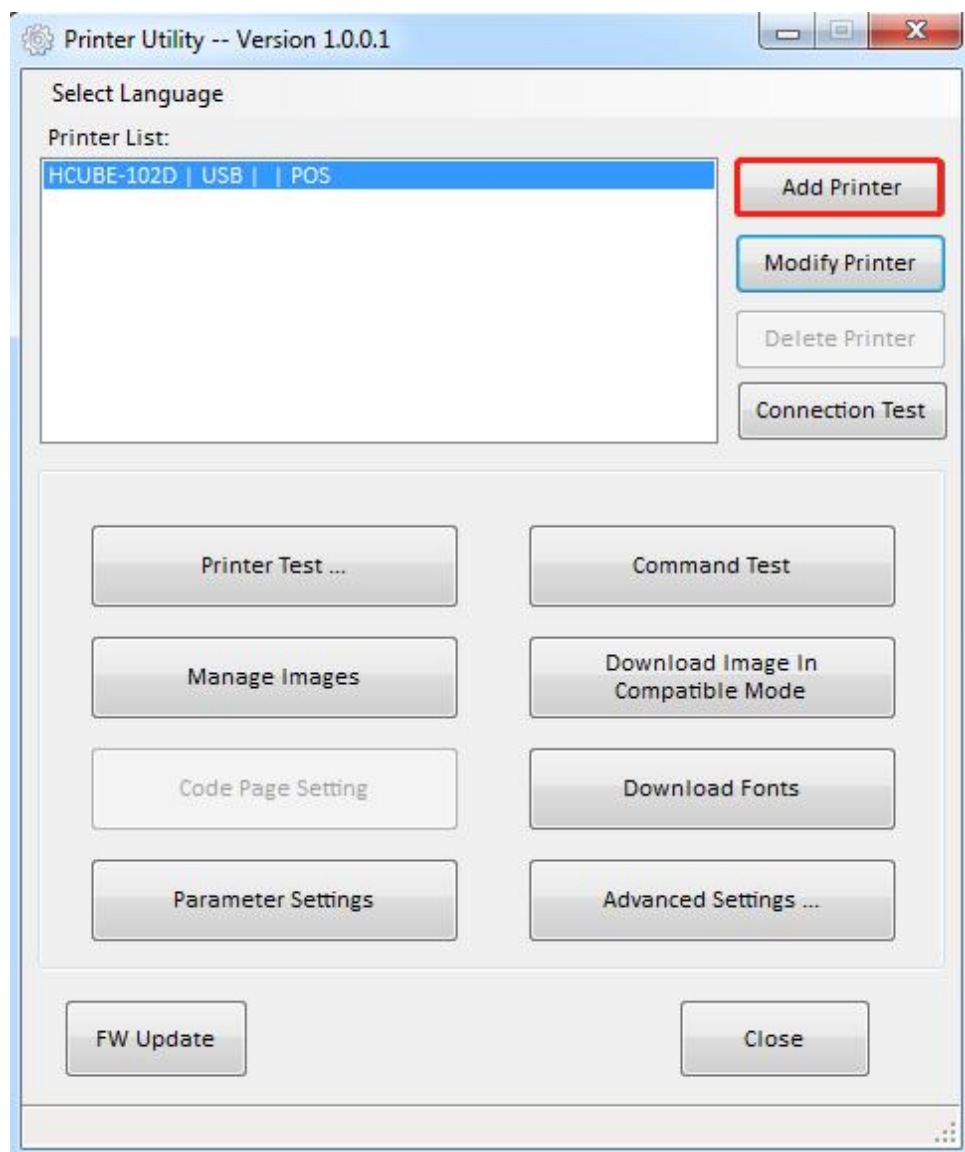 Printer Utility -- Version 1.0.0.1
Select Language
Printer List:
HCUBE-102D | USB |  | POS
Add Printer
Modify Printer
Delete Printer
Connection Test
Printer Test ...
Command Test
Manage Images
Download Image In
Compatible Mode
Code Page Setting
Download Fonts
Parameter Settings
Advanced Settings ...
FW Update
Close